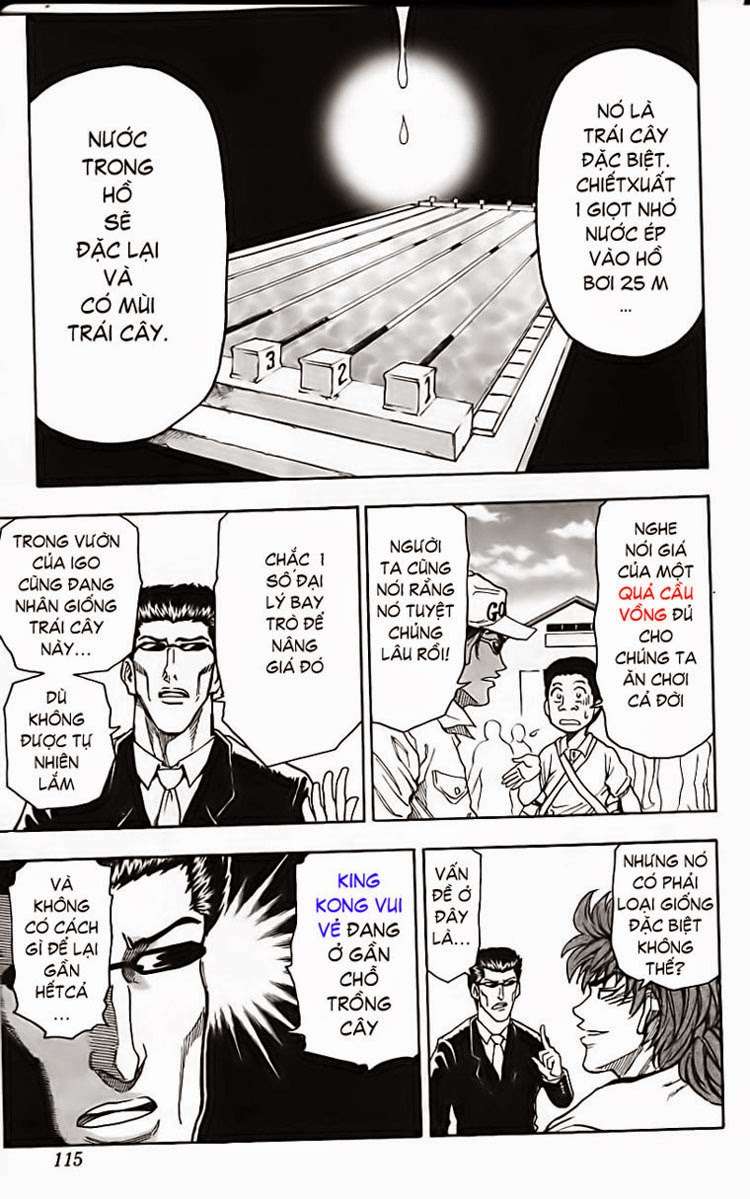 NÓ LÀ
TRÁI CÂY
ĐẶC BIỆT.
CHIẾTXUẤT
1 GIỌT NHỎ
NƯỚC ÉP
VÀO HỒ
BƠI 25 M
...
NƯỚC
TRONG
HỒ
SẼ
ĐẶC LẠI
VÀ
CÓ MÙI
TRÁI CÂY.
3
2
1
NGHE
NÓI GIÁ
CỦA MỘT
QUẢ CẦU
VỒNG ĐỦ
CHO
CHÚNG TA
ĂN CHƠI
CẢ ĐỜI
NGƯỜI
TA CŨNG
NÓI RẰNG
NÓ TUYỆT
CHỦNG
LÂU RỒI!
GO
CHẮC 1
SỐ ĐẠI
LÝ BAY
TRÒ ĐỂ
NÂNG
GIÁ ĐÓ
TRONG VƯỜN
CỦA IGO
CŨNG ĐANG
NHÂN GIỐNG
TRÁI CÂY
NÀY...
DÙ
KHÔNG
ĐƯỢC TỰ
NHIÊN
LẮM
NHƯNG NÓ
CÓ PHẢI
LOẠI GIỐNG
ĐẶC BIỆT
KHÔNG
THẾ?
VẤN
ĐỀ Ở
ĐÂY
LÀ...
KING
KONG VUI
VẺ ĐANG
Ở GẦN
CHỖ
TRỒNG
CÂY
VÀ
KHÔNG
CÓ CÁCH
GÌ ĐỂ LẠI
GẦN
HẾTCẢ
...
115